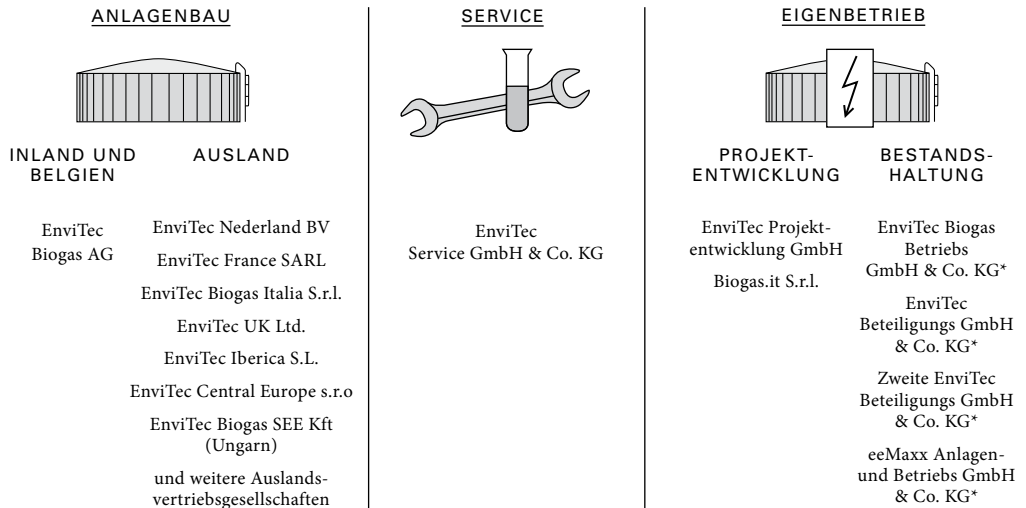 ANLAGENBAU
INLAND UND
BELGIEN
EnviTec
Biogas AG
AUSLAND
EnviTec Nederland BV
EnviTec France SARL
EnviTec Biogas Italia S.r.l.
EnviTec UK Ltd.
EnviTec Iberica S.L.
EnviTec Central Europe s.r.o
EnviTec Biogas SEE Kft
(Ungarn)
und weitere Auslands-
vertriebsgesellschaften
SERVICE
EnviTec
Service GmbH & Co. KG
EIGENBETRIEB
PROJEKT-
ENTWICKLUNG
EnviTec Projekt-
entwicklung GmbH
Biogas.it S.r.l.
BESTANDS-
HALTUNG
EnviTec Biogas
Betriebs
GmbH & Co. KG*
EnviTec
Beteiligungs GmbH
& Co. KG*
Zweite EnviTec
Beteiligungs GmbH
& Co. KG*
eeMaxx Anlagen-
und Betriebs GmbH
& Co. KG*